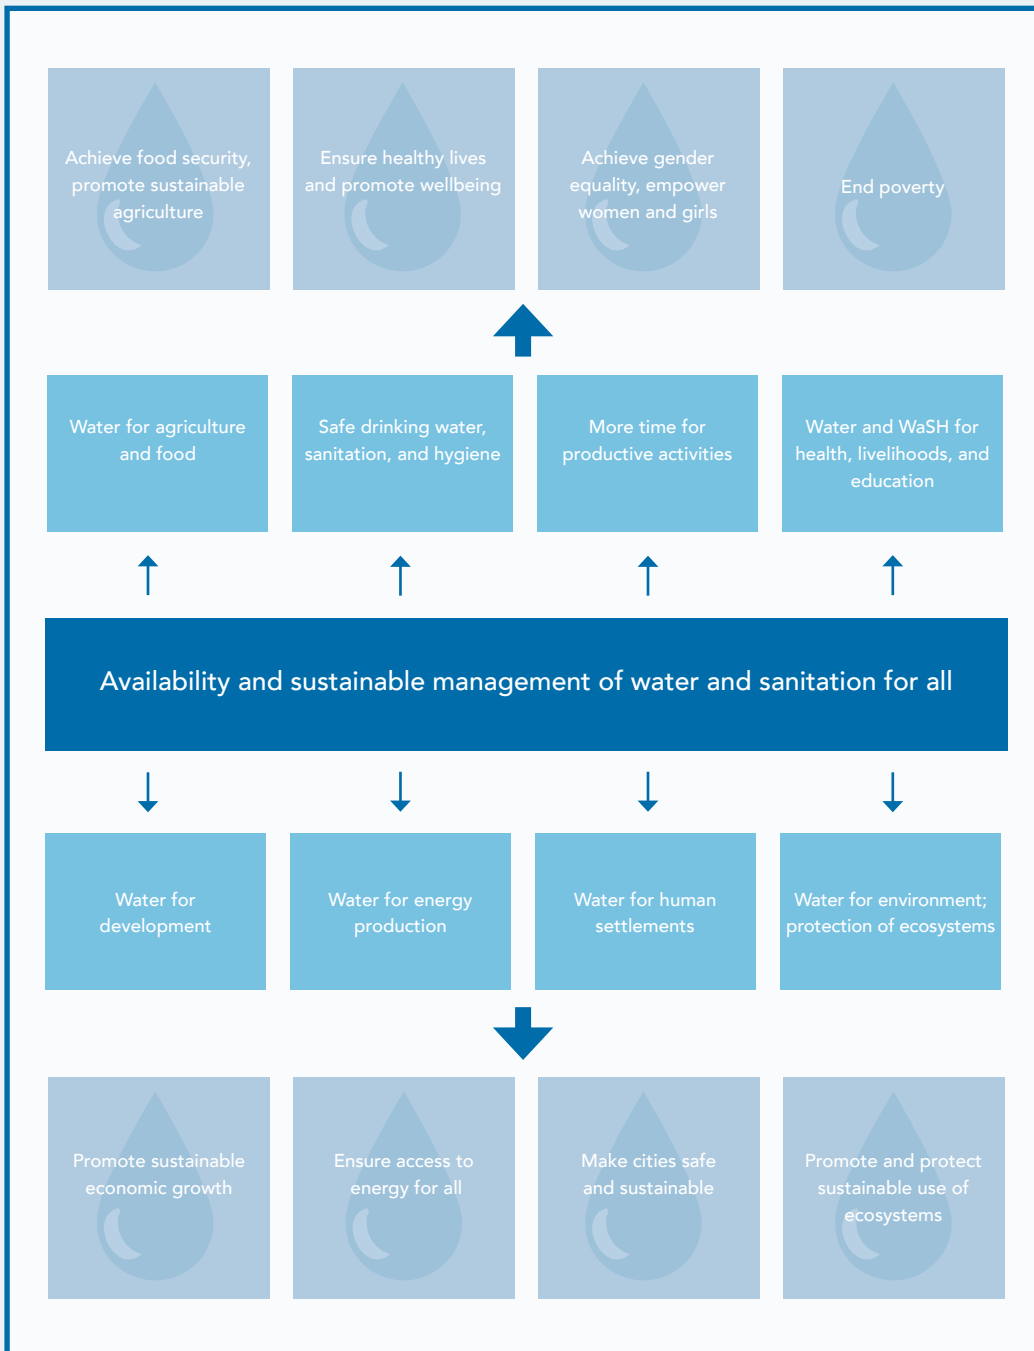 Achieve food security,
promote sustainable
agriculture
Ensure healthy lives
and promote wellbeing
Achieve gender
equality, empower
women and girls
End poverty
Water for agriculture
and food
Safe drinking water,
sanitation, and hygiene
More time for
productive activities
Water and WaSH for
health, livelihoods, and
education
Availability and sustainable management of water and sanitation for all
Water for
development
Water for energy
production
Water for human
settlements
Water for environment;
protection of ecosystems
Promote sustainable
economic growth
Ensure access to
energy for all
Make cities safe
and sustainable
Promote and protect
sustainable use of
ecosystems